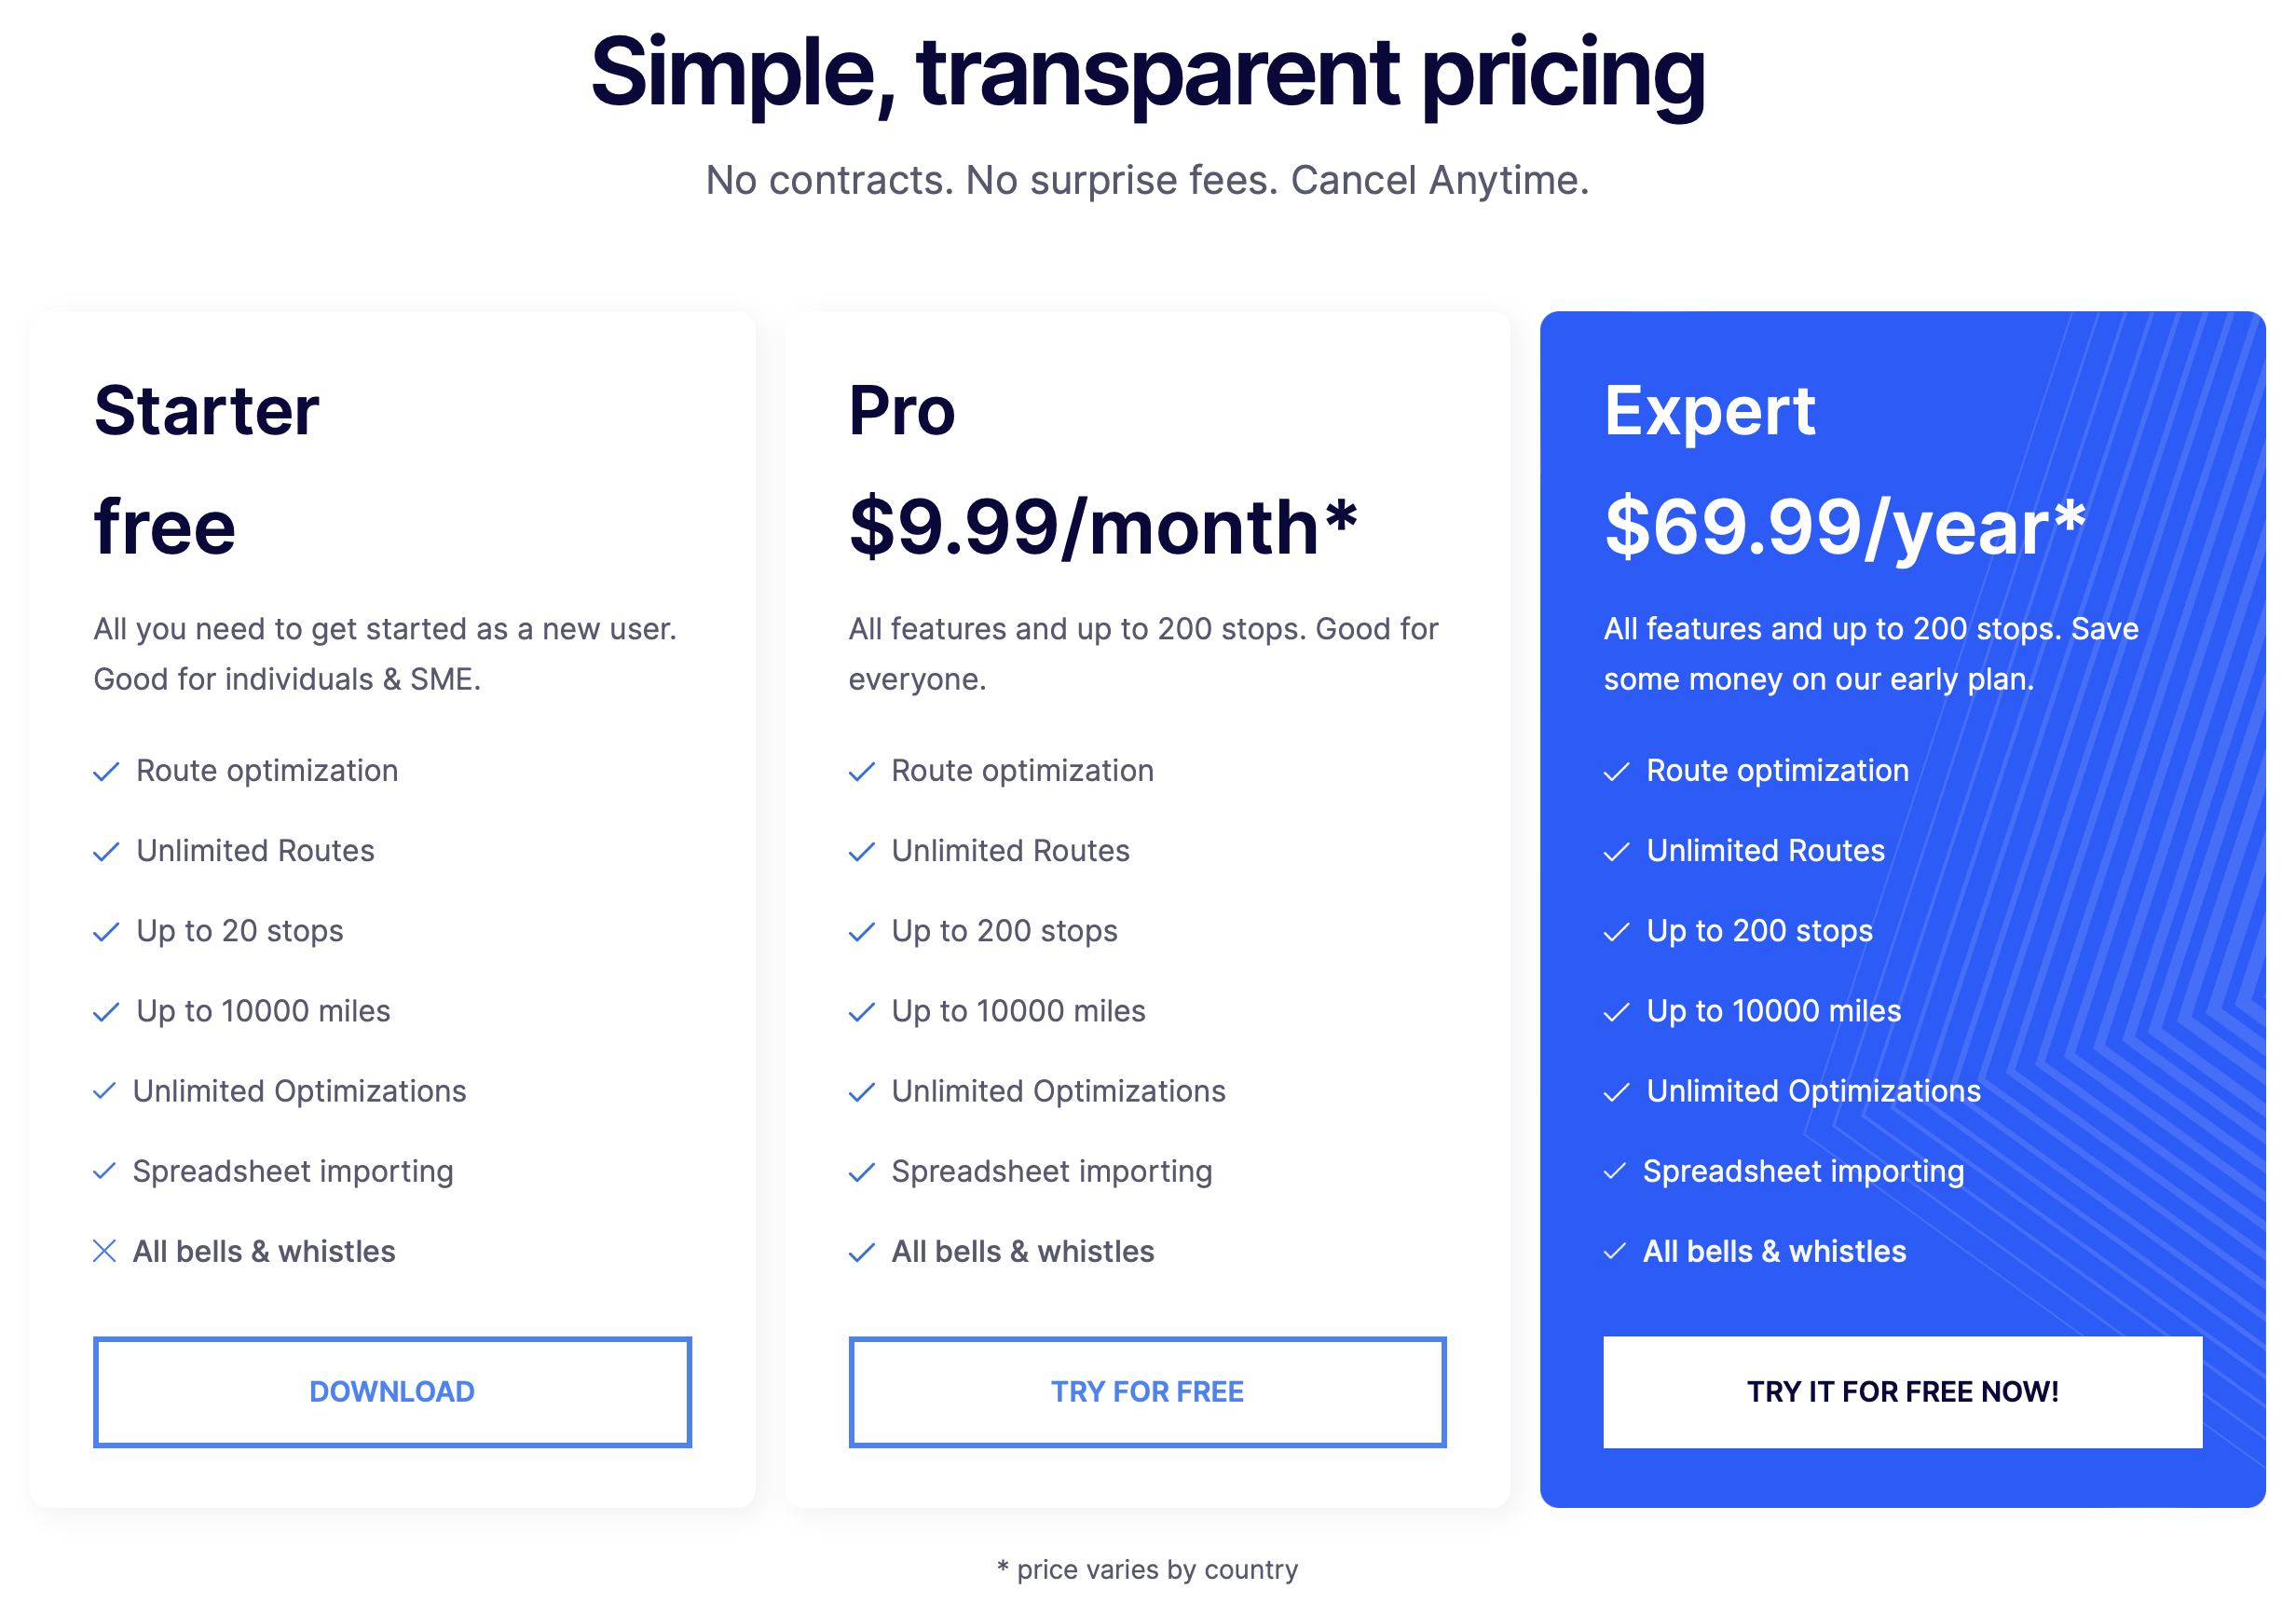 Simple, transparent pricing
No contracts. No surprise fees. Cancel Anytime.
Starter
free
All you need to get started as a new user.
Good for individuals & SME.
Route optimization
Unlimited Routes
Up to 20 stops
Up to 10000 miles
Unlimited Optimizations
Spreadsheet importing
All bells & whistles
DOWNLOAD
Pro
$9.99/month*
All features and up to 200 stops. Good for
everyone.
Route optimization
Unlimited Routes
Up to 200 stops
Up to 10000 miles
Unlimited Optimizations
Spreadsheet importing
All bells & whistles
TRY FOR FREE
Expert
$69.99/year*
All features and up to 200 stops. Save
some money on our early plan.
Route optimization
Unlimited Routes
Up to 200 stops
Up to 10000 miles
Unlimited Optimizations
Spreadsheet importing
All bells & whistles
TRY IT FOR FREE NOW!
* price varies by country